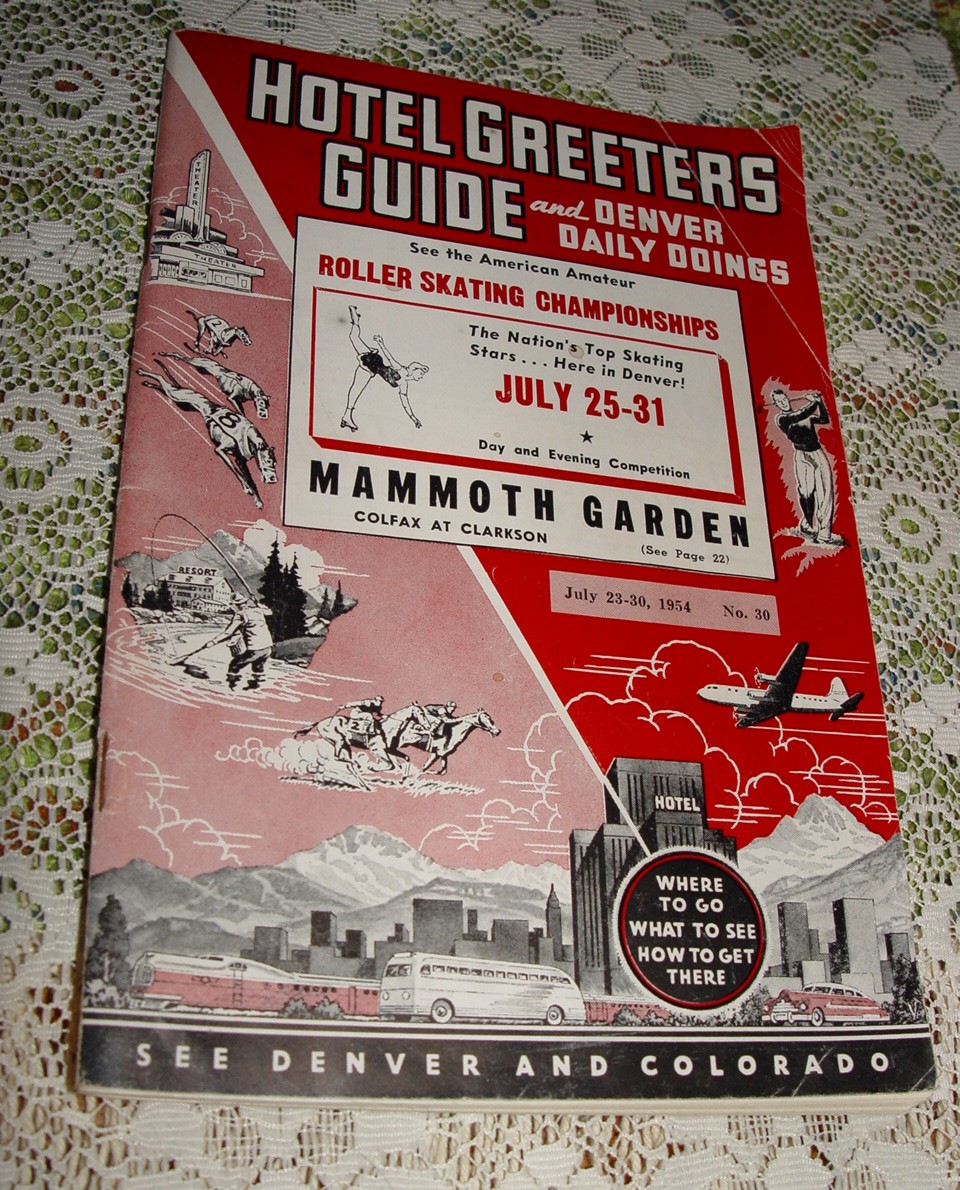 HOTEL GREETERS
GUIDE and DENVER
DAILY DOINGS
See the American Amateur
ROLLER SKATING CHAMPIONSHIPS
The Nation's Top Skating
Stars . . . Here in Denver!
JULY 25-31
Day and Evening Competition
MAMMOTH GARDEN
COLFAX AT CLARKSON
(See Page 22)
July 23-30, 1954 No. 30
THEATER
THEATER
2
6
RESORT
HOTEL
WHERE
TO GO
WHAT TO SEE
HOW TO GET
THERE
SEE DENVER AND COLORADO